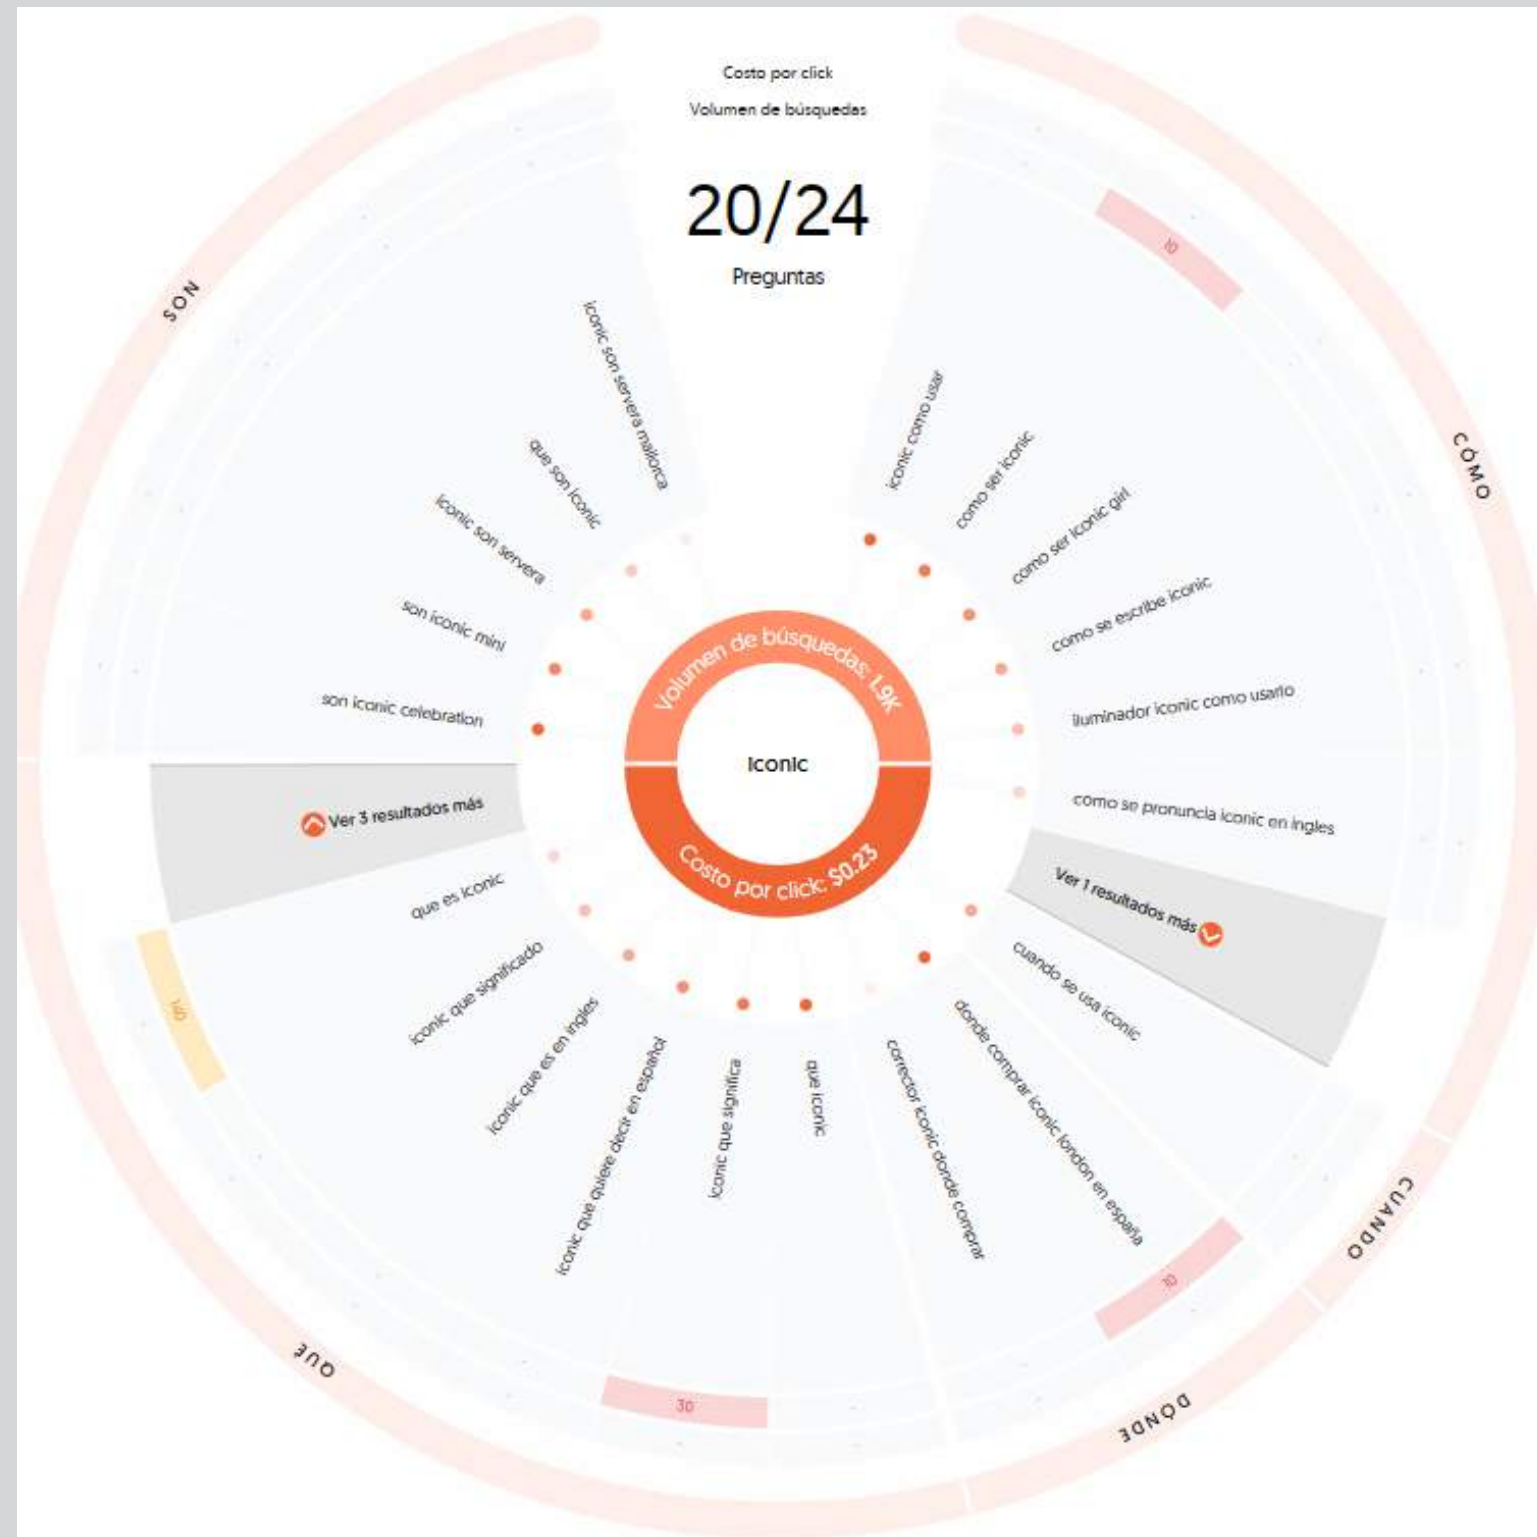 Costo por click
Volumen de búsquedas
20/24
Preguntas
CÓMO
10
iconic como usar
como ser iconic
como ser iconic girl
como se escribe iconic
iluminador iconic como usarlo
como se pronuncia iconic en ingles
Ver 1 resultados más
CUANDO
cuando se usa iconic
DÓNDE
donde comprar iconic london en españa
10
corrector iconic donde comprar
QUÉ
que iconic
iconic que significa
30
iconic que quiere decir en español
iconic que es en ingles
iconic que significado
que es iconic
140
Ver 3 resultados más
SON
son iconic celebration
son iconic mini
iconic son servera
que son iconic
iconic son servera mallorca
Volumen de búsquedas: 1.9K
iconic
Costo por click: $0.23